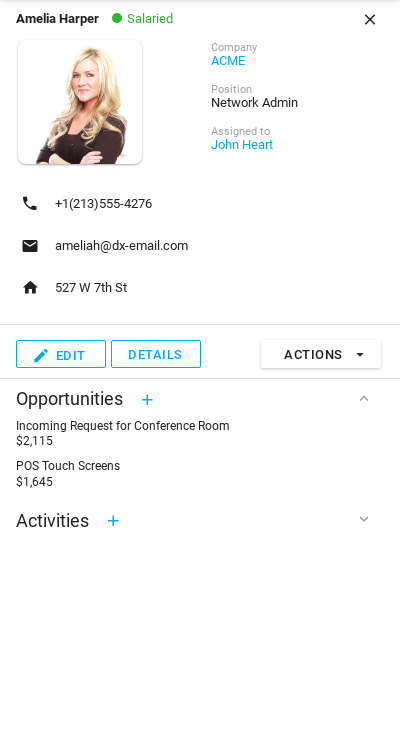 Amelia Harper Salaried
Company
ACME
Position
Network Admin
Assigned to
John Heart
+1(213)555-4276
ameliah@dx-email.com
527 W 7th St
EDIT DETAILS ACTIONS
Opportunities +
Incoming Request for Conference Room
$2,115
POS Touch Screens
$1,645
Activities +